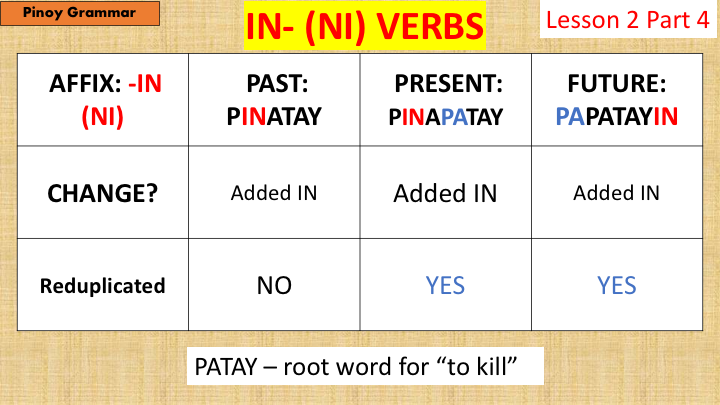 Pinoy Grammar
IN- (NI) VERBS
Lesson 2 Part 4
AFFIX: -IN
(NI)
PAST:
PINATAY
PRESENT:
PINAPATAY
FUTURE:
PAPATAYIN
CHANGE?
Added IN
Added IN
Added IN
Reduplicated
NO
YES
YES
PATAY – root word for “to kill”